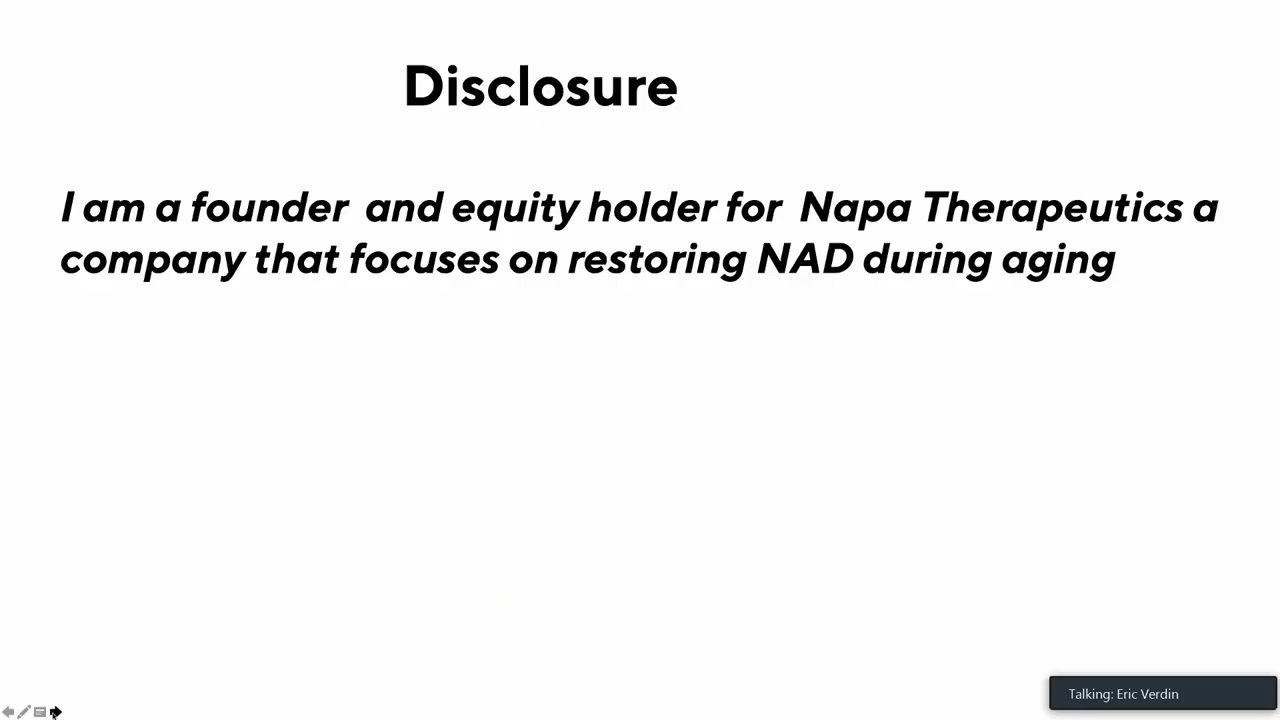 Disclosure
I am a founder and equity holder for Napa Therapeutics a
company that focuses on restoring NAD during aging
Talking: Eric Verdin